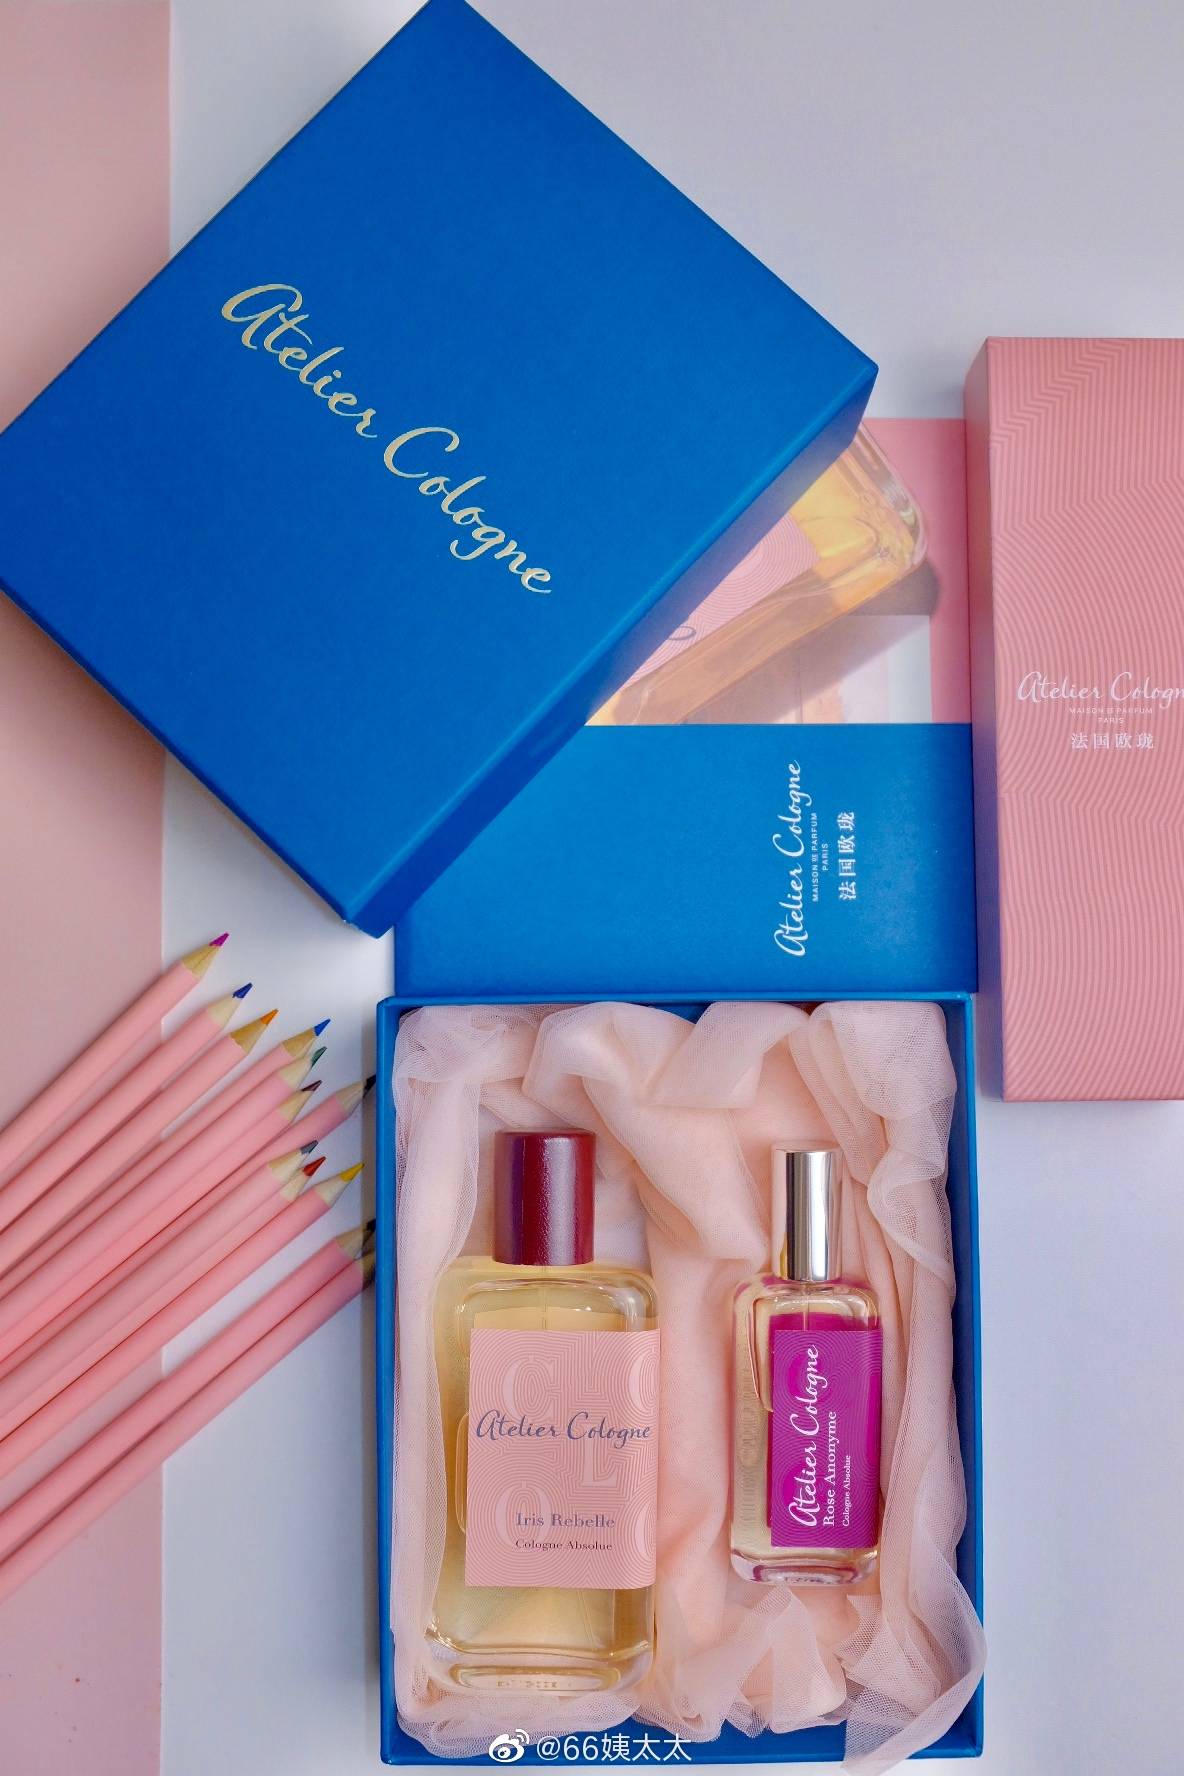 Atelier Cologne
Atelier Cologn
MAISON DE PARFUM
PARIS
法国欧珑
Atelier Cologne
MAISON DE PARFUM
PARIS
法国欧珑
Atelier Cologne
Iris Rebelle
Cologne Absolue
Atelier Cologne
Rose Anonyme
Cologne Absolue
@66姨太太